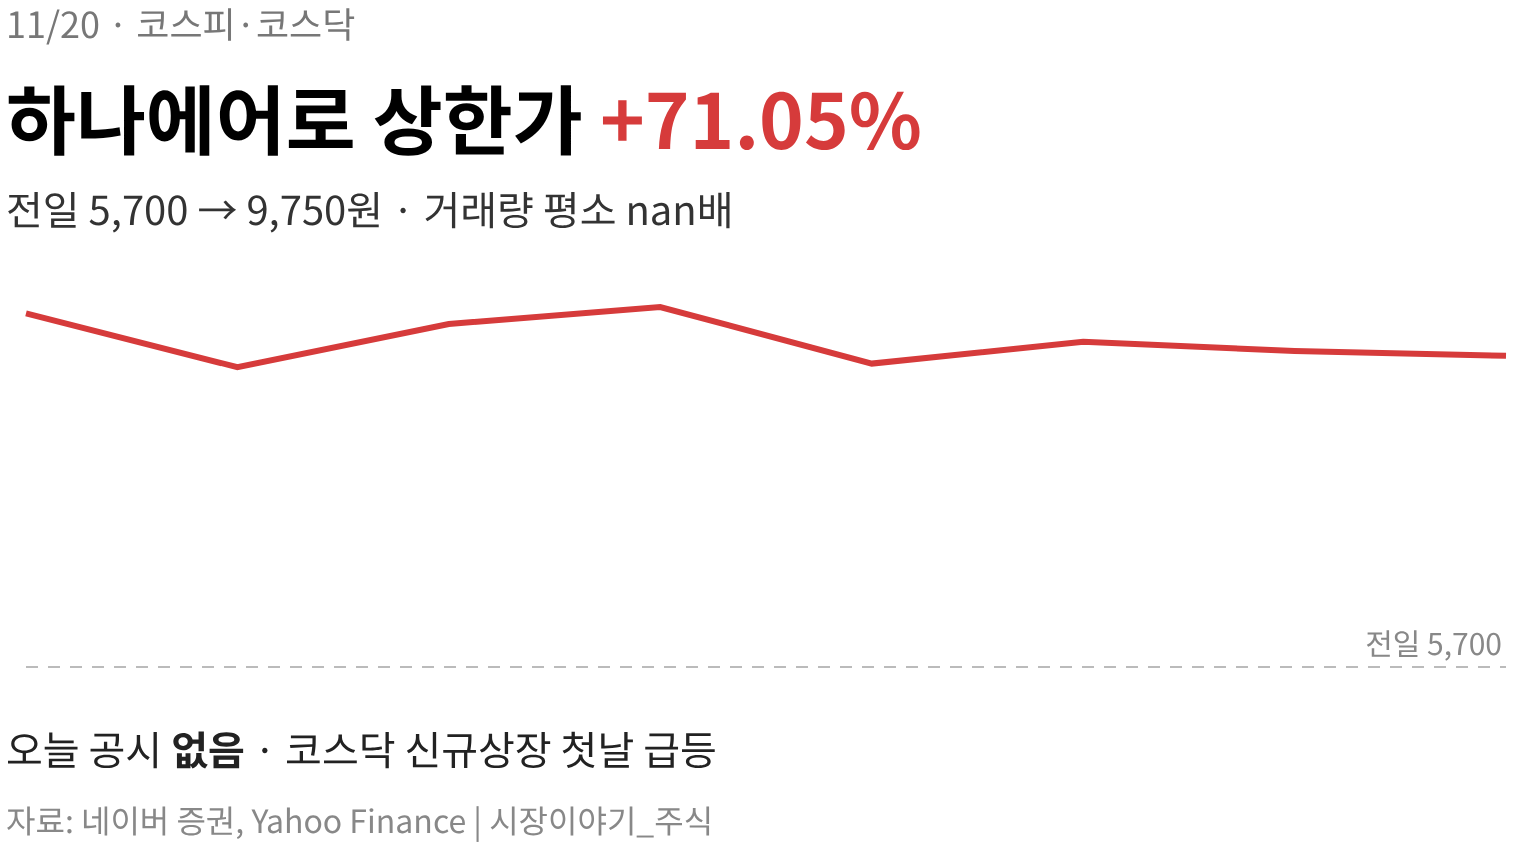 11/20 · 코스피·코스닥
하나에어로 상한가 +71.05%
전일 5,700 → 9,750원 · 거래량 평소 nan배
전일 5,700
오늘 공시 없음 · 코스닥 신규상장 첫날 급등
자료: 네이버 증권, Yahoo Finance | 시장이야기_주식